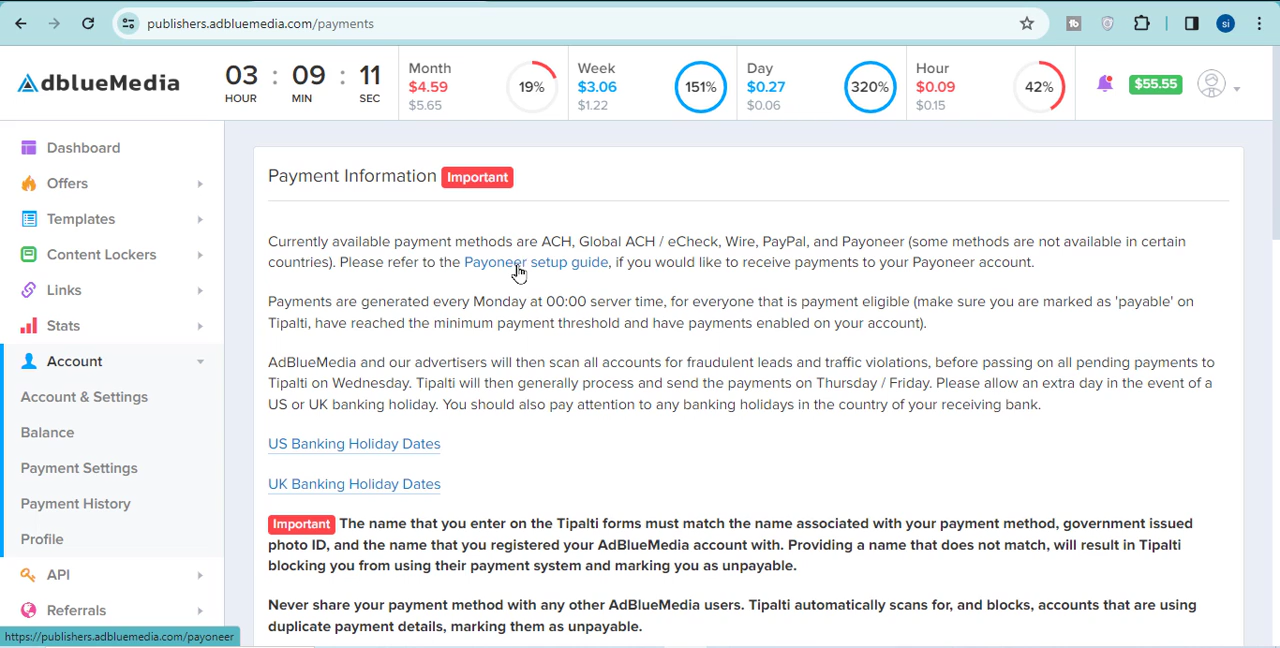 publishers.adbluemedia.com/payments
si
AdblueMedia
03 : 09 : 11
HOUR MIN SEC
Month
$4.59
$5.65
19%
Week
$3.06
$1.22
151%
Day
$0.27
$0.06
320%
Hour
$0.09
$0.15
42%
$55.55
Dashboard
Offers
Templates
Content Lockers
Links
Stats
Account
Account & Settings
Balance
Payment Settings
Payment History
Profile
API
Referrals
https://publishers.adbluemedia.com/payoneer
Payment Information Important
Currently available payment methods are ACH, Global ACH / eCheck, Wire, PayPal, and Payoneer (some methods are not available in certain
countries). Please refer to the Payoneer setup guide, if you would like to receive payments to your Payoneer account.
Payments are generated every Monday at 00:00 server time, for everyone that is payment eligible (make sure you are marked as 'payable' on
Tipalti, have reached the minimum payment threshold and have payments enabled on your account).
AdBlueMedia and our advertisers will then scan all accounts for fraudulent leads and traffic violations, before passing on all pending payments to
Tipalti on Wednesday. Tipalti will then generally process and send the payments on Thursday / Friday. Please allow an extra day in the event of a
US or UK banking holiday. You should also pay attention to any banking holidays in the country of your receiving bank.
US Banking Holiday Dates
UK Banking Holiday Dates
Important The name that you enter on the Tipalti forms must match the name associated with your payment method, government issued
photo ID, and the name that you registered your AdBlueMedia account with. Providing a name that does not match, will result in Tipalti
blocking you from using their payment system and marking you as unpayable.
Never share your payment method with any other AdBlueMedia users. Tipalti automatically scans for, and blocks, accounts that are using
duplicate payment details, marking them as unpayable.